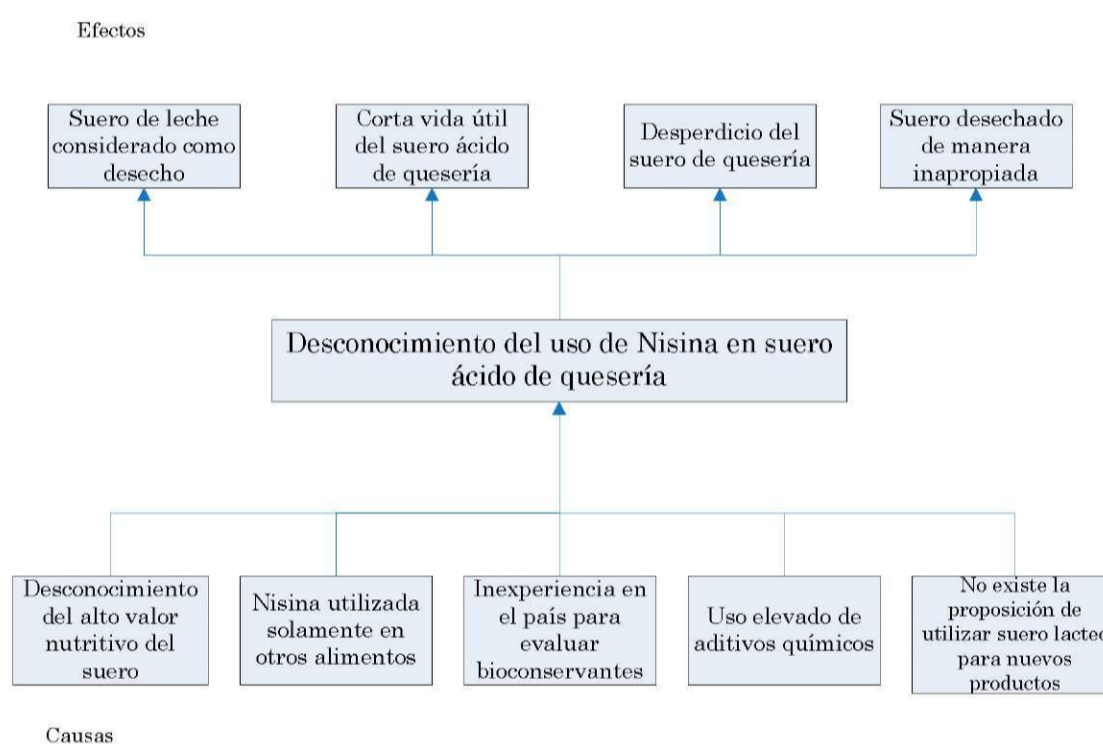 Efectos
Suero de leche
considerado como
desecho
Corta vida útil
del suero ácido
de quesería
Desperdicio del
suero de quesería
Suero desechado
de manera
inapropiada
Desconocimiento del uso de Nisina en suero
ácido de quesería
Desconocimiento
del alto valor
nutritivo del
suero
Nisina utilizada
solamente en
otros alimentos
Inexperiencia en
el país para
evaluar
bioconservantes
Uso elevado de
aditivos químicos
No existe la
proposición de
utilizar suero lacteo
para nuevos
productos
Causas